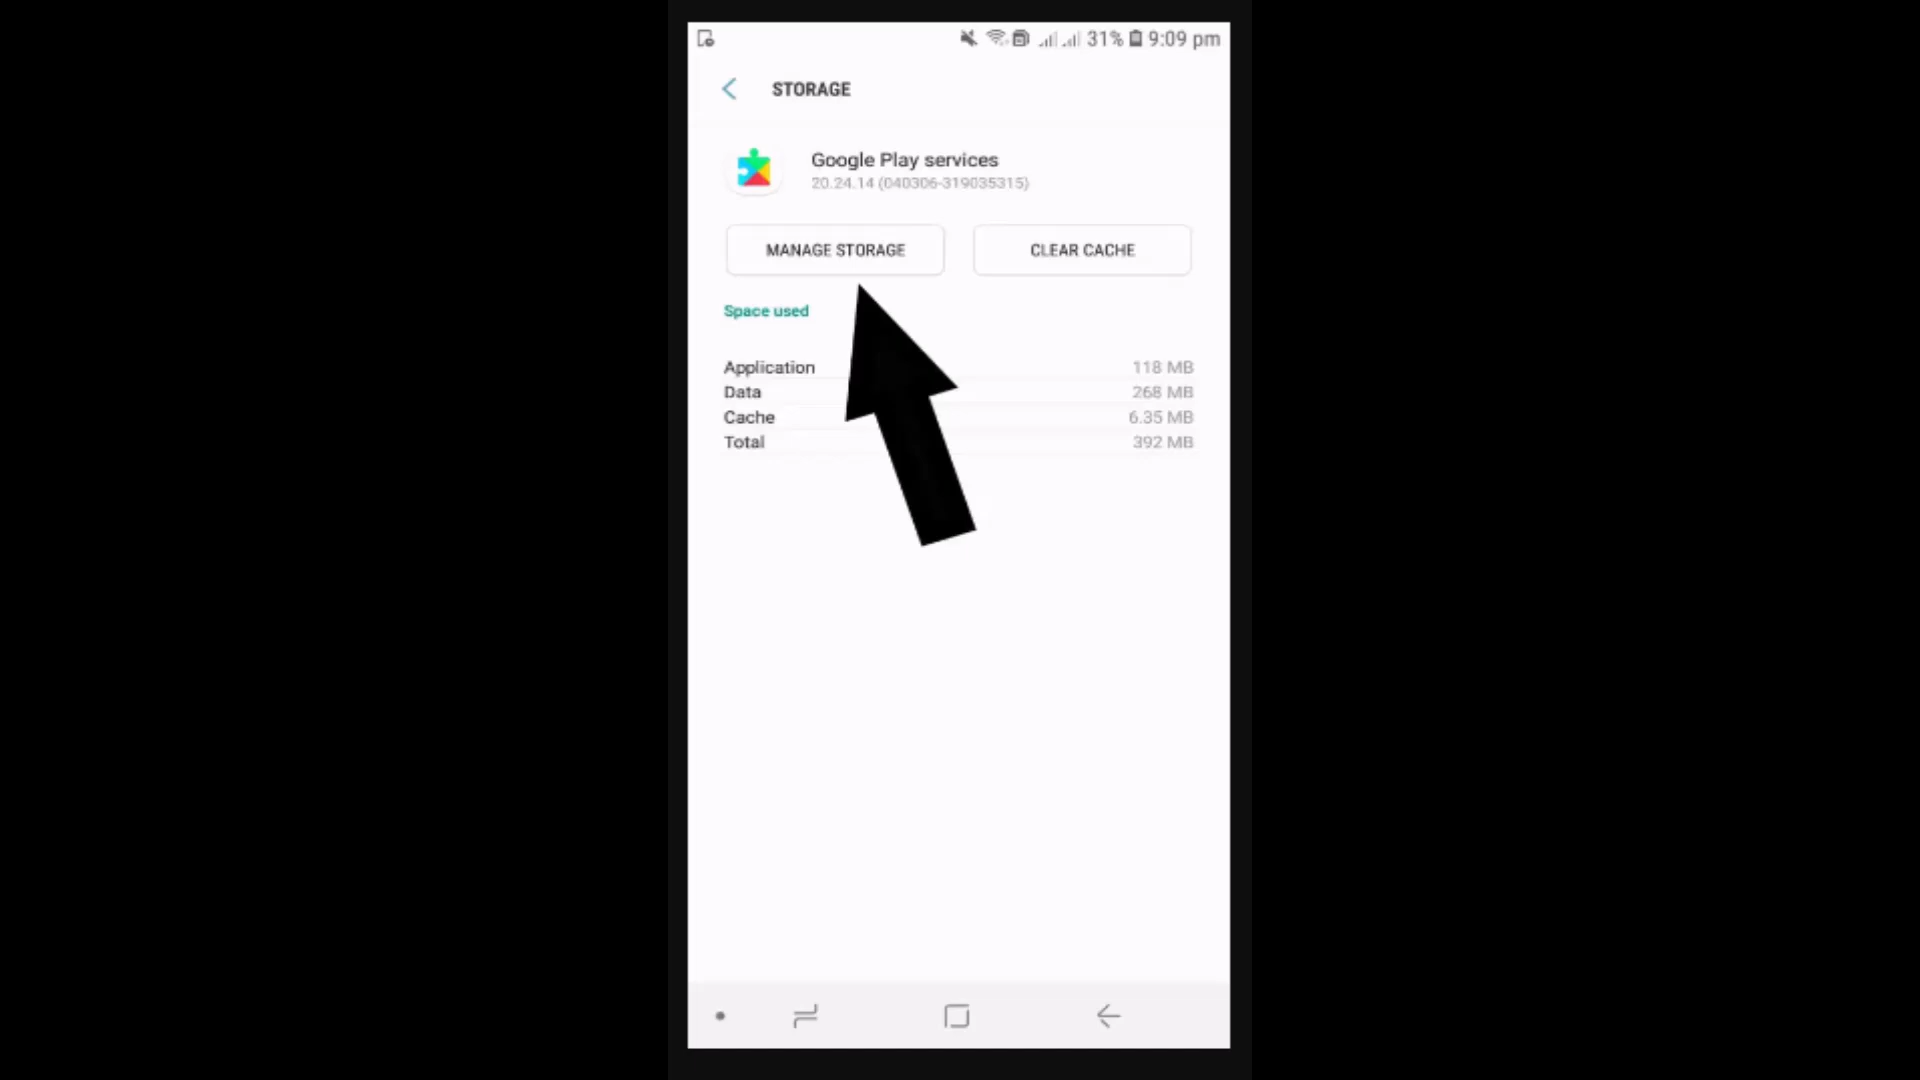 31% 9:09 pm
STORAGE
Google Play services
20.24.14 (040306-319035315)
MANAGE STORAGE CLEAR CACHE
Space used
Application 118 MB
Data 268 MB
Cache 6.35 MB
Total 392 MB